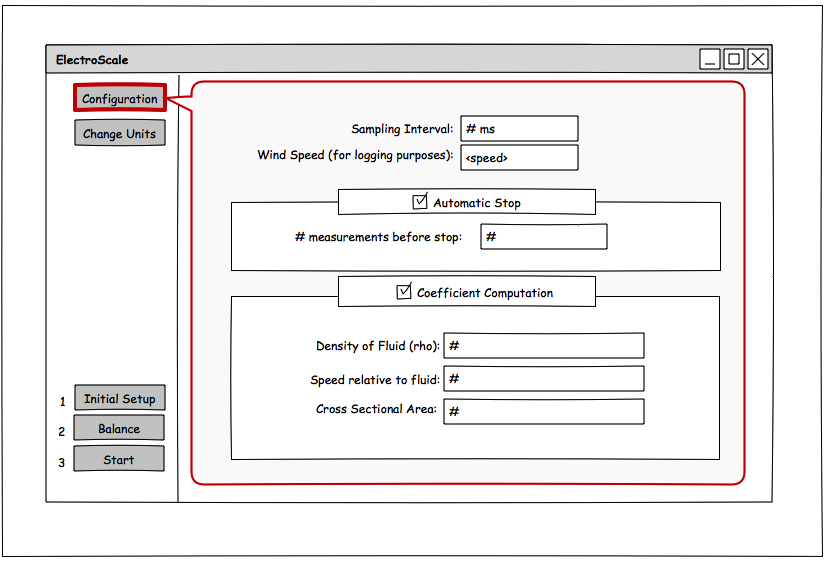 ElectroScale
Configuration
Change Units
Sampling Interval: # ms
Wind Speed (for logging purposes): <speed>
Automatic Stop
# measurements before stop: #
Coefficient Computation
Density of Fluid (rho): #
Speed relative to fluid: #
Cross Sectional Area: #
1 Initial Setup
2 Balance
3 Start